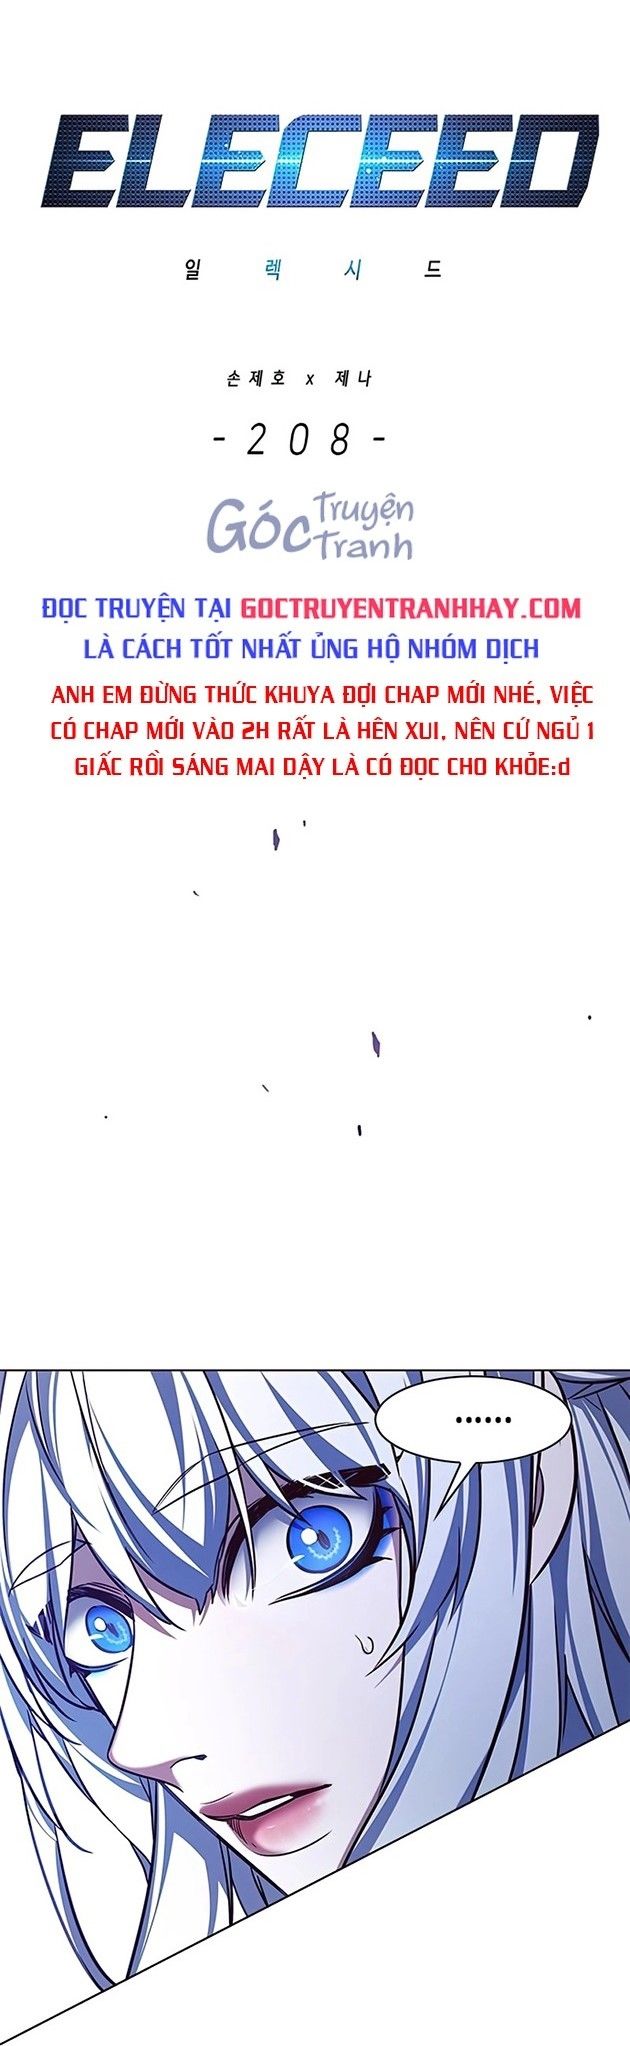 ELECEED
일 렉 시 드
손제호 x 제나
-208-
Góc Truyện
Tranh
ĐỌC TRUYỆN TẠI GOCTRUYENTRANHHAY.COM
LÀ CÁCH TỐT NHẤT ỦNG HỘ NHÓM DỊCH
ANH EM ĐỪNG THỨC KHUYA ĐỢI CHAP MỚI NHÉ, VIỆC
CÓ CHAP MỚI VÀO 2H RẤT LÀ HÊN XUI, NÊN CỨ NGỦ 1
GIẤC RỒI SÁNG MAI DẬY LÀ CÓ ĐỌC CHO KHỎE:d
......